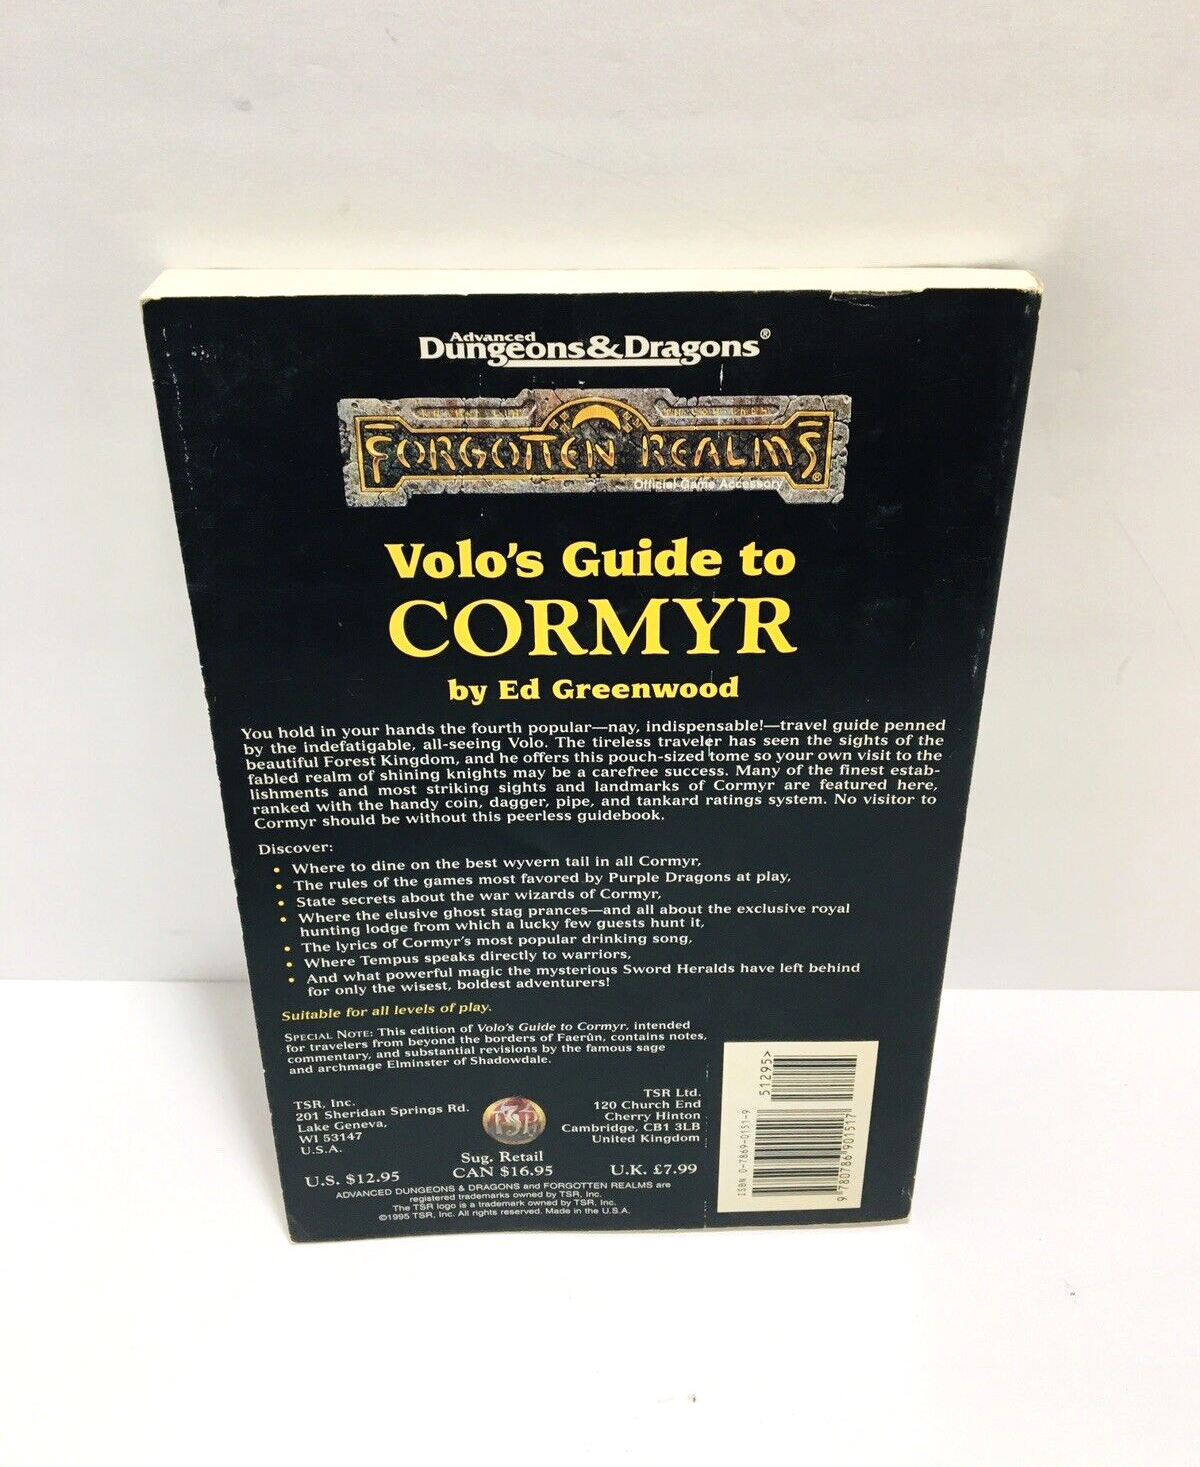 Advanced
Dungeons&Dragons®
FORGOTTEN REALMS®
Official Game Accessory
Volo's Guide to
CORMYR
by Ed Greenwood
You hold in your hands the fourth popular—nay, indispensable!—travel guide penned
by the indefatigable, all-seeing Volo. The tireless traveler has seen the sights of the
beautiful Forest Kingdom, and he offers this pouch-sized tome so your own visit to the
fabled realm of shining knights may be a carefree success. Many of the finest estab-
lishments and most striking sights and landmarks of Cormyr are featured here,
ranked with the handy coin, dagger, pipe, and tankard ratings system. No visitor to
Cormyr should be without this peerless guidebook.
Discover:
• Where to dine on the best wyvern tail in all Cormyr,
• The rules of the games most favored by Purple Dragons at play,
• State secrets about the war wizards of Cormyr,
• Where the elusive ghost stag prances—and all about the exclusive royal
hunting lodge from which a lucky few guests hunt it,
• The lyrics of Cormyr's most popular drinking song,
• Where Tempus speaks directly to warriors,
• And what powerful magic the mysterious Sword Heralds have left behind
for only the wisest, boldest adventurers!
Suitable for all levels of play.
SPECIAL NOTE: This edition of Volo's Guide to Cormyr, intended
for travelers from beyond the borders of Faerûn, contains notes,
commentary, and substantial revisions by the famous sage
and archmage Elminster of Shadowdale.
TSR, Inc.
201 Sheridan Springs Rd.
Lake Geneva,
WI 53147
U.S.A.
TSR
TSR Ltd.
120 Church End
Cherry Hinton
Cambridge, CB1 3LB
United Kingdom
Sug. Retail
U.S. $12.95
CAN $16.95
U.K. £7.99
ADVANCED DUNGEONS & DRAGONS and FORGOTTEN REALMS are
registered trademarks owned by TSR, Inc.
The TSR logo is a trademark owned by TSR, Inc.
©1995 TSR, Inc. All rights reserved. Made in the U.S.A.
51295>
ISBN 0-7869-0151-9
9 780786 901517